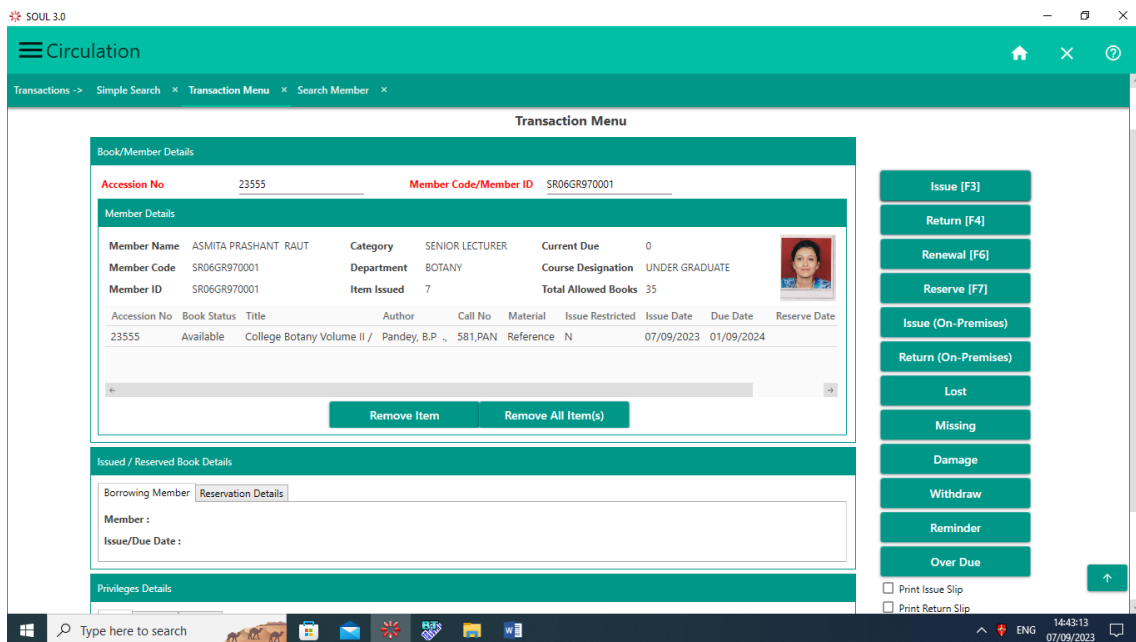 SOUL 3.0
Circulation
Transactions -> Simple Search × Transaction Menu × Search Member ×
Transaction Menu
Book/Member Details
Accession No 23555 Member Code/Member ID SR06GR970001
Member Details
Member Name ASMITA PRASHANT RAUT Category SENIOR LECTURER Current Due 0
Member Code SR06GR970001 Department BOTANY Course Designation UNDER GRADUATE
Member ID SR06GR970001 Item Issued 7 Total Allowed Books 35
Accession No Book Status Title Author Call No Material Issue Restricted Issue Date Due Date Reserve Date
23555 Available College Botany Volume II / Pandey, B.P ., 581,PAN Reference N 07/09/2023 01/09/2024
Remove Item Remove All Item(s)
Issued / Reserved Book Details
Borrowing Member Reservation Details
Member :
Issue/Due Date :
Privileges Details
Issue [F3]
Return [F4]
Renewal [F6]
Reserve [F7]
Issue (On-Premises)
Return (On-Premises)
Lost
Missing
Damage
Withdraw
Reminder
Over Due
Print Issue Slip
Print Return Slip
Type here to search
ENG
14:43:13
07/09/2023